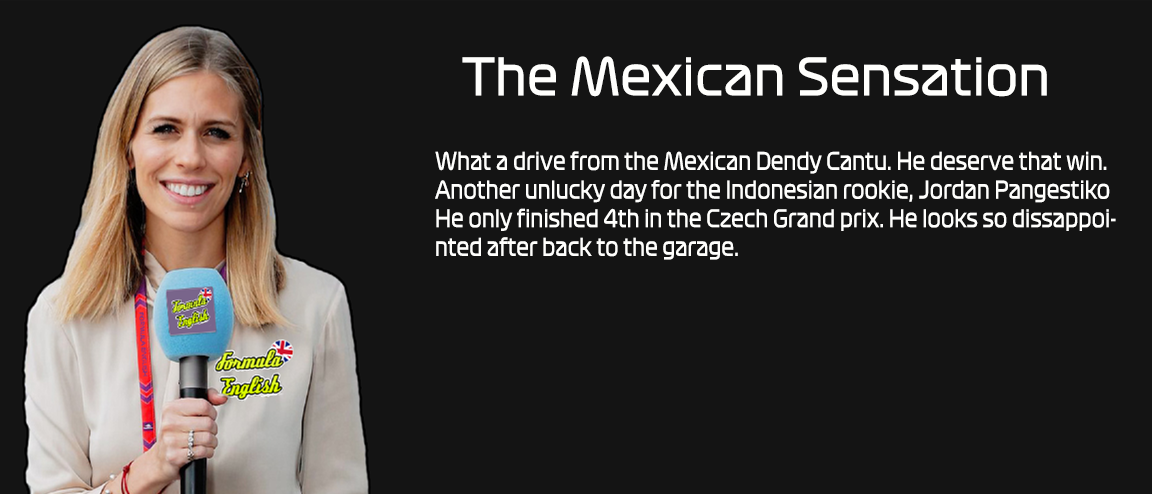 The Mexican Sensation
What a drive from the Mexican Dendy Cantu. He deserve that win.
Another unlucky day for the Indonesian rookie, Jordan Pangestiko
He only finished 4th in the Czech Grand prix. He looks so dissappoi-
nted after back to the garage.
Formula
English
Formula
English